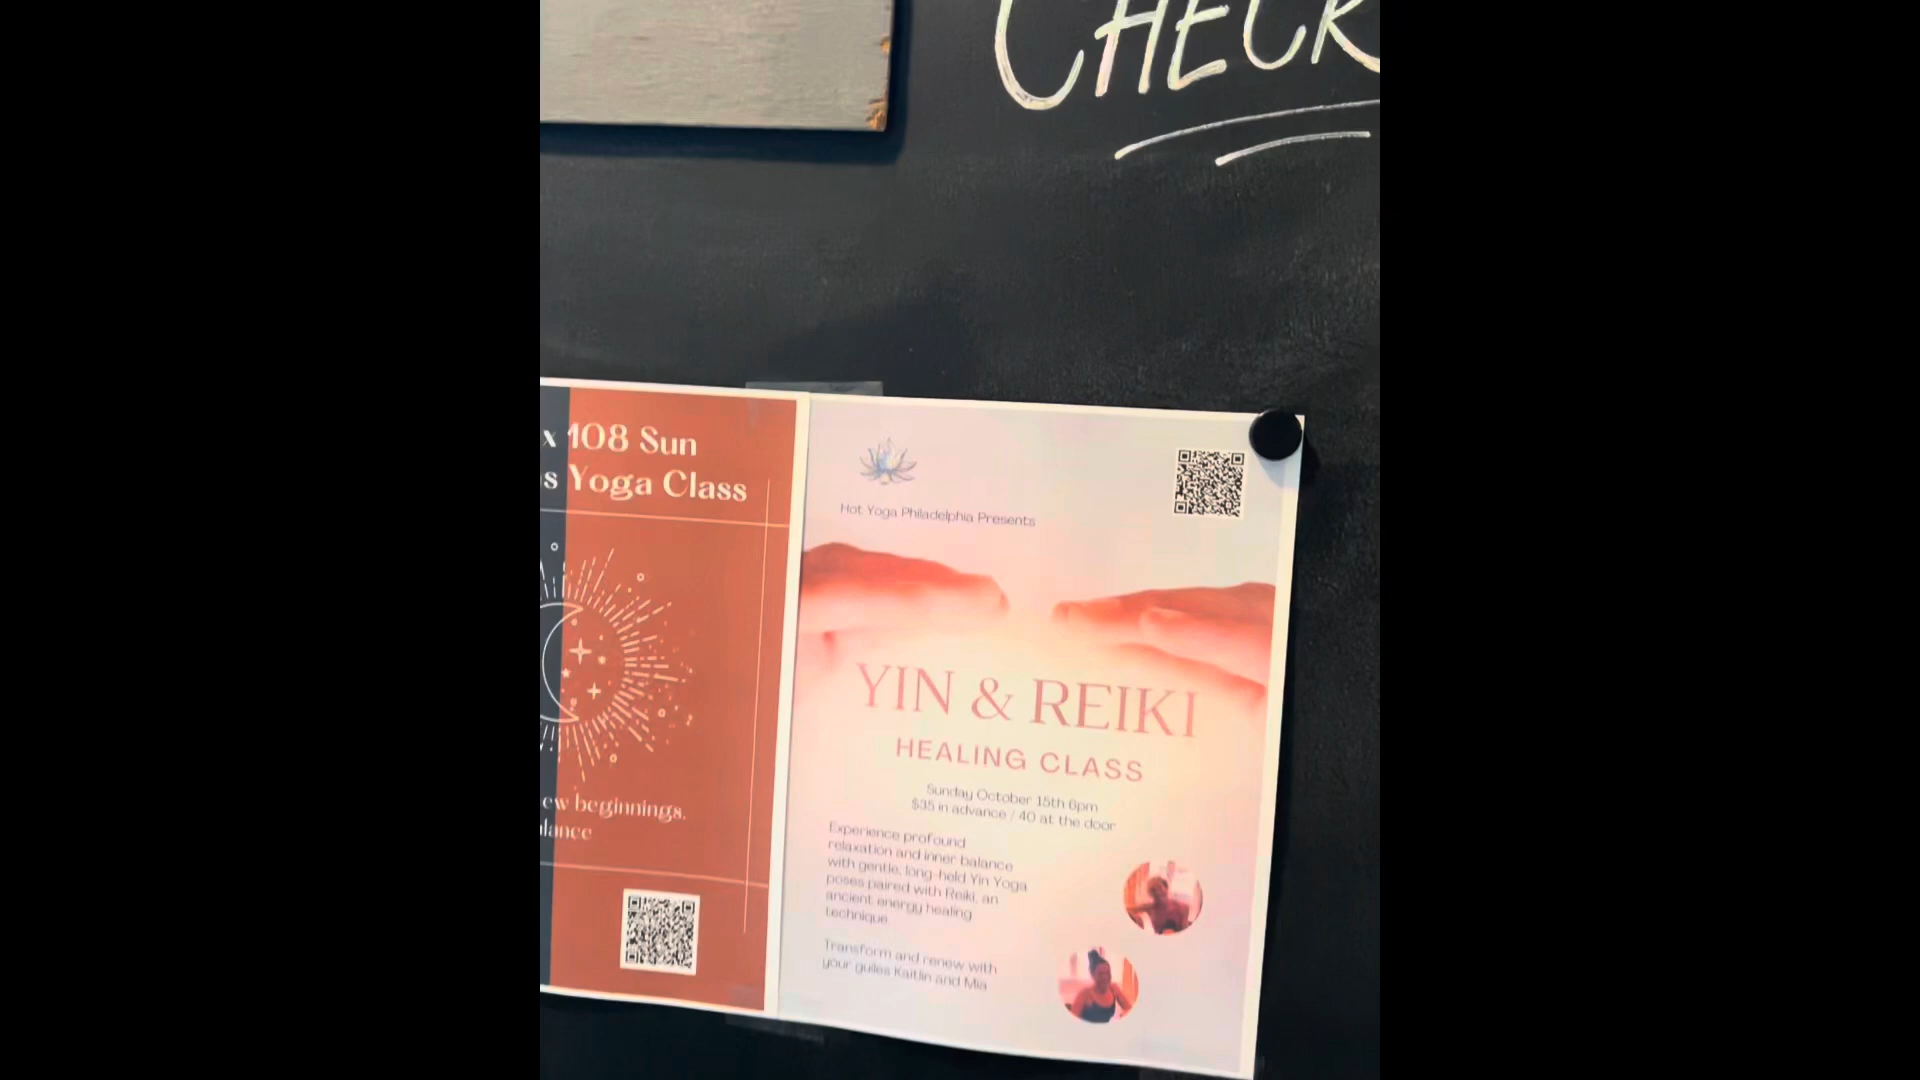 CHECK
x 108 Sun
s Yoga Class
ew beginnings.
alance
Hot Yoga Philadelphia Presents
YIN & REIKI
HEALING CLASS
Sunday October 15th 6pm
$35 in advance / 40 at the door
Experience profound
relaxation and inner balance
with gentle, long-held Yin Yoga
poses paired with Reiki, an
ancient energy healing
technique
Transform and renew with
your guiles Kaitlin and Mia